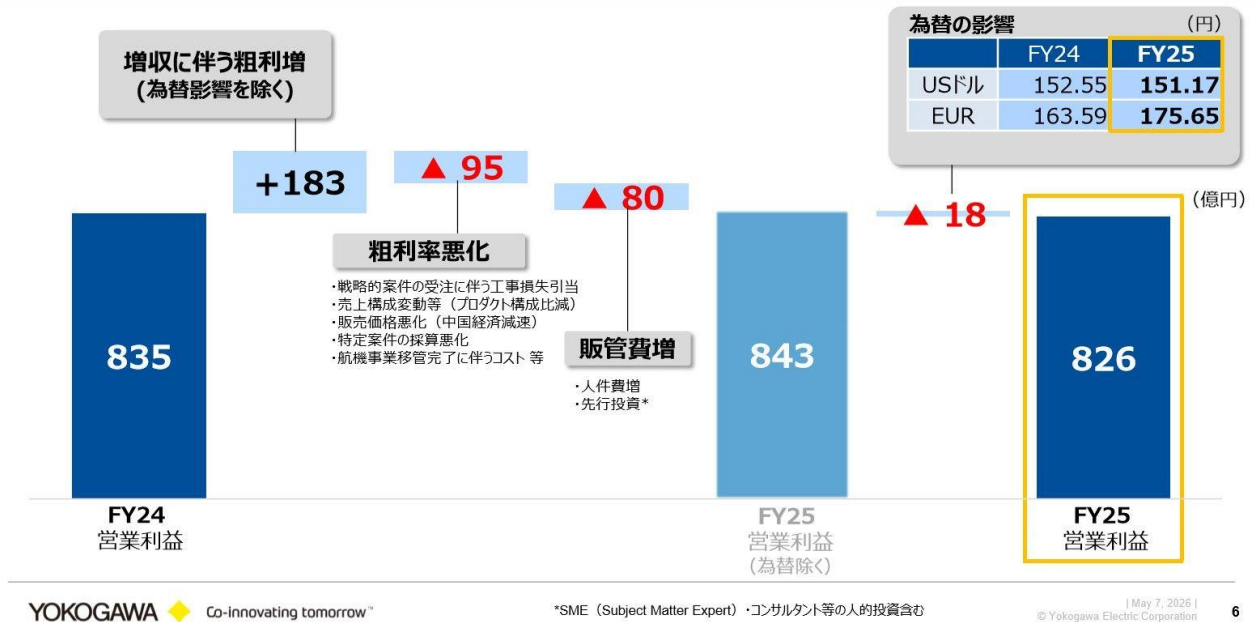 増収に伴う粗利増
(為替影響を除く)
為替の影響
(円)
FY24 FY25
USドル 152.55 151.17
EUR 163.59 175.65
+183
▲ 95
▲ 80
▲ 18
(億円)
粗利率悪化
・戦略的案件の受注に伴う工事損失引当
・売上構成変動等（プロダクト構成比減）
・販売価格悪化（中国経済減速）
・特定案件の採算悪化
・航機事業移管完了に伴うコスト 等
販管費増
・人件費増
・先行投資*
835
843
826
FY24
営業利益
FY25
営業利益
(為替除く)
FY25
営業利益
YOKOGAWA Co-innovating tomorrow™
*SME（Subject Matter Expert）・コンサルタント等の人的投資含む
| May 7, 2026 |
© Yokogawa Electric Corporation
6